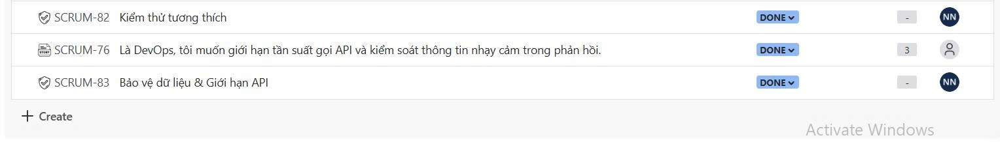 SCRUM-82 Kiểm thử tương thích DONE - NN
STORY SCRUM-76 Là DevOps, tôi muốn giới hạn tần suất gọi API và kiểm soát thông tin nhạy cảm trong phản hồi. DONE 3
SCRUM-83 Bảo vệ dữ liệu & Giới hạn API DONE - NN
+ Create
Activate Windows